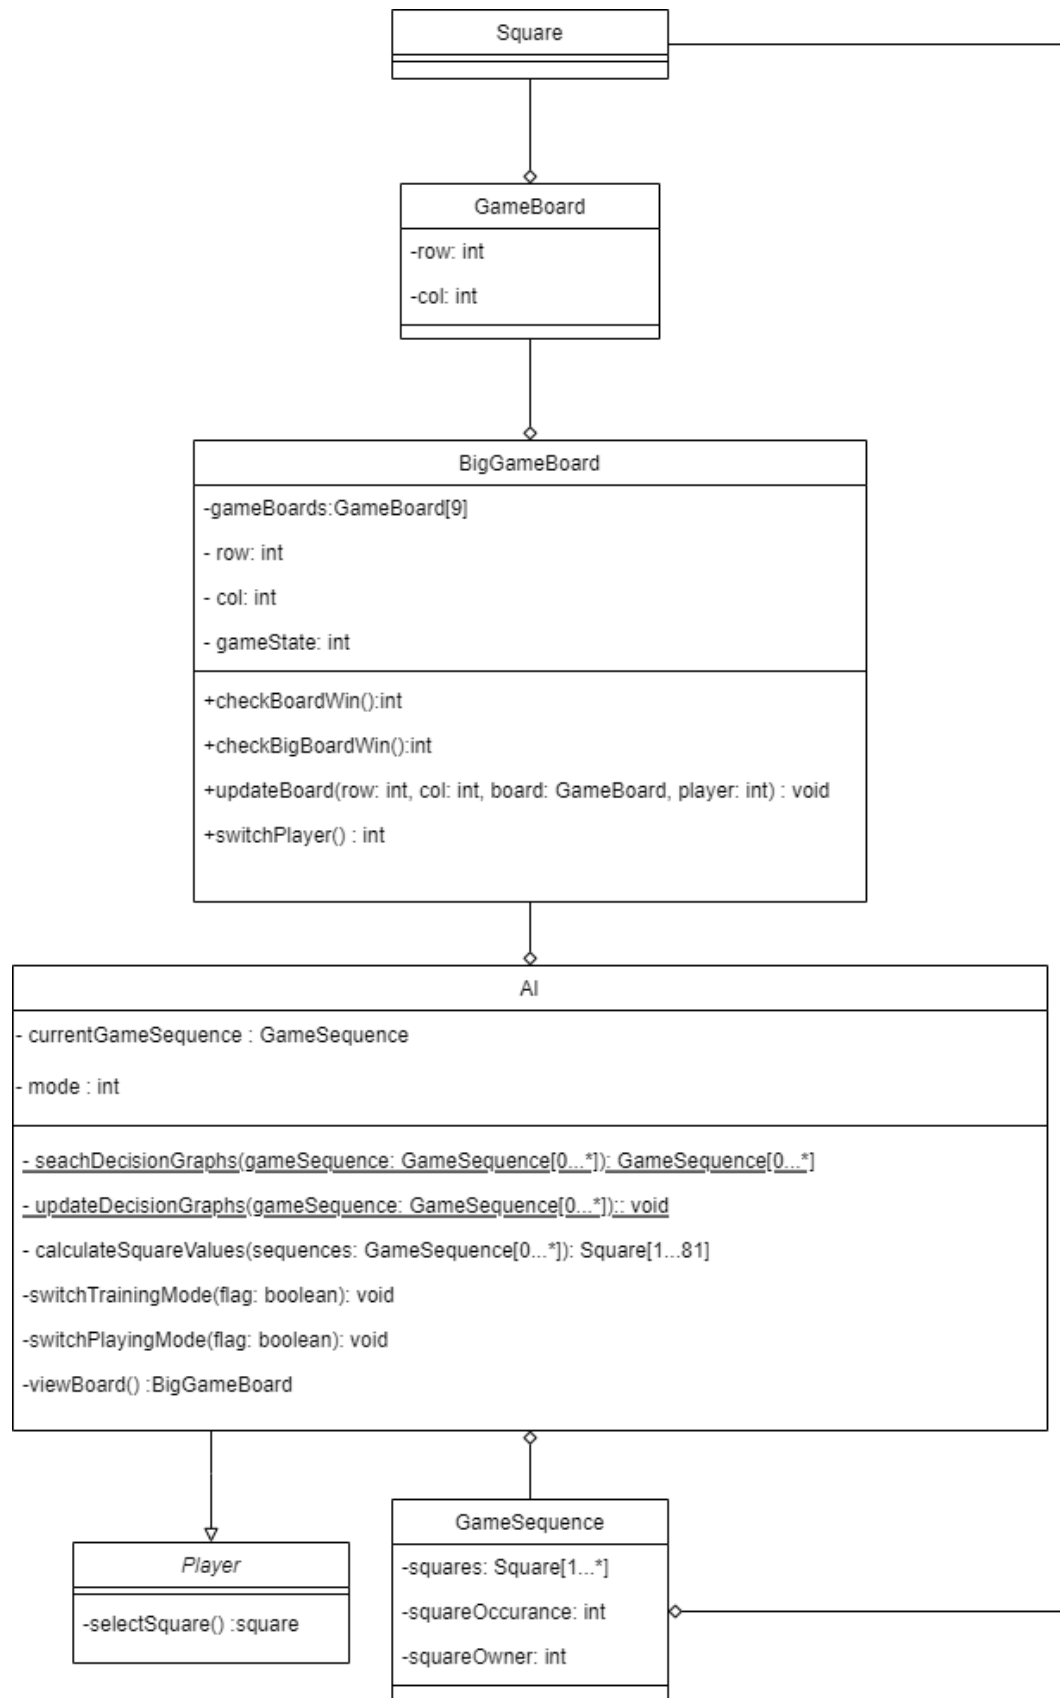 Square
GameBoard
-row: int
-col: int
BigGameBoard
-gameBoards:GameBoard[9]
- row: int
- col: int
- gameState: int
+checkBoardWin():int
+checkBigBoardWin():int
+updateBoard(row: int, col: int, board: GameBoard, player: int) : void
+switchPlayer() : int
AI
- currentGameSequence : GameSequence
- mode : int
- seachDecisionGraphs(gameSequence: GameSequence[0...*]): GameSequence[0...*]
- updateDecisionGraphs(gameSequence: GameSequence[0...*]):: void
- calculateSquareValues(sequences: GameSequence[0...*]): Square[1...81]
-switchTrainingMode(flag: boolean): void
-switchPlayingMode(flag: boolean): void
-viewBoard() :BigGameBoard
Player
-selectSquare() :square
GameSequence
-squares: Square[1...*]
-squareOccurance: int
-squareOwner: int